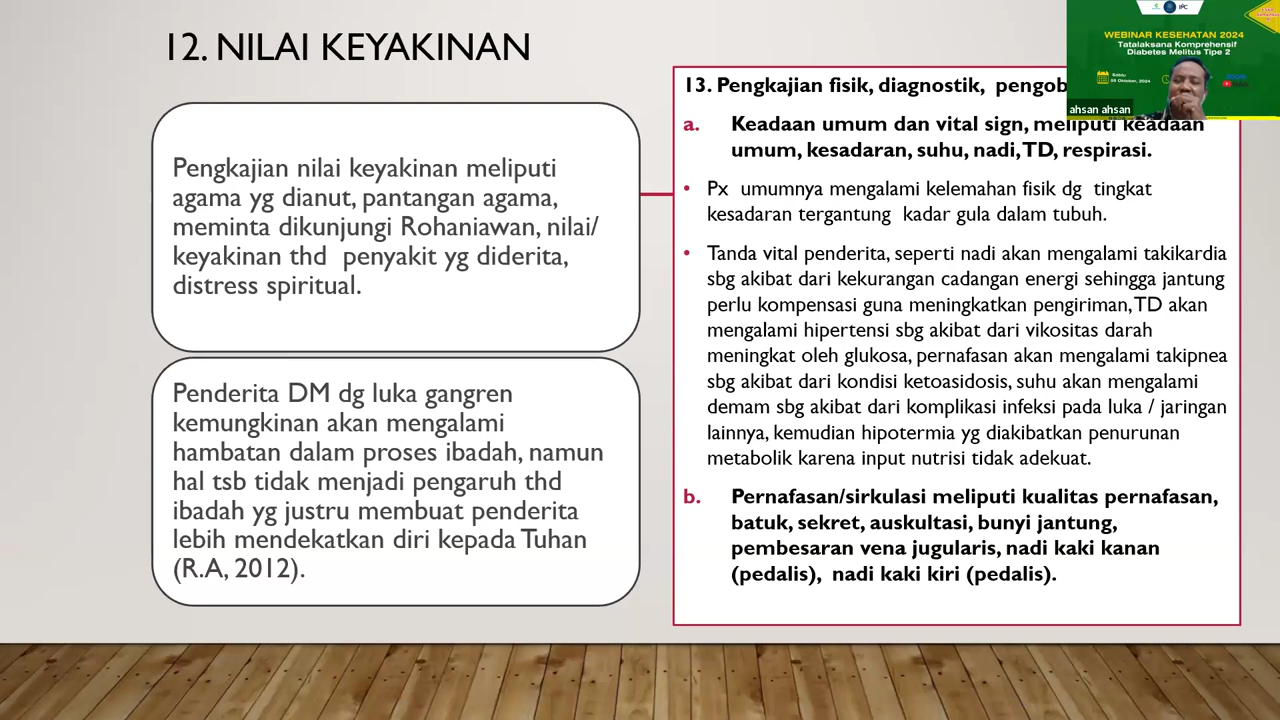 12. NILAI KEYAKINAN
Pengkajian nilai keyakinan meliputi
agama yg dianut, pantangan agama,
meminta dikunjungi Rohaniawan, nilai/
keyakinan thd penyakit yg diderita,
distress spiritual.
Penderita DM dg luka gangren
kemungkinan akan mengalami
hambatan dalam proses ibadah, namun
hal tsb tidak menjadi pengaruh thd
ibadah yg justru membuat penderita
lebih mendekatkan diri kepada Tuhan
(R.A, 2012).
13. Pengkajian fisik, diagnostik, pengob
a. Keadaan umum dan vital sign, meliputi keadaan
umum, kesadaran, suhu, nadi, TD, respirasi.
• Px umumnya mengalami kelemahan fisik dg tingkat
kesadaran tergantung kadar gula dalam tubuh.
• Tanda vital penderita, seperti nadi akan mengalami takikardia
sbg akibat dari kekurangan cadangan energi sehingga jantung
perlu kompensasi guna meningkatkan pengiriman, TD akan
mengalami hipertensi sbg akibat dari vikositas darah
meningkat oleh glukosa, pernafasan akan mengalami takipnea
sbg akibat dari kondisi ketoasidosis, suhu akan mengalami
demam sbg akibat dari komplikasi infeksi pada luka / jaringan
lainnya, kemudian hipotermia yg diakibatkan penurunan
metabolik karena input nutrisi tidak adekuat.
b. Pernafasan/sirkulasi meliputi kualitas pernafasan,
batuk, sekret, auskultasi, bunyi jantung,
pembesaran vena jugularis, nadi kaki kanan
(pedalis), nadi kaki kiri (pedalis).
IPC
WEBINAR KESEHATAN 2024
Tatalaksana Komprehensif
Diabetes Melitus Tipe 2
Sabtu
Oktober, 2024
ahsan ahsan